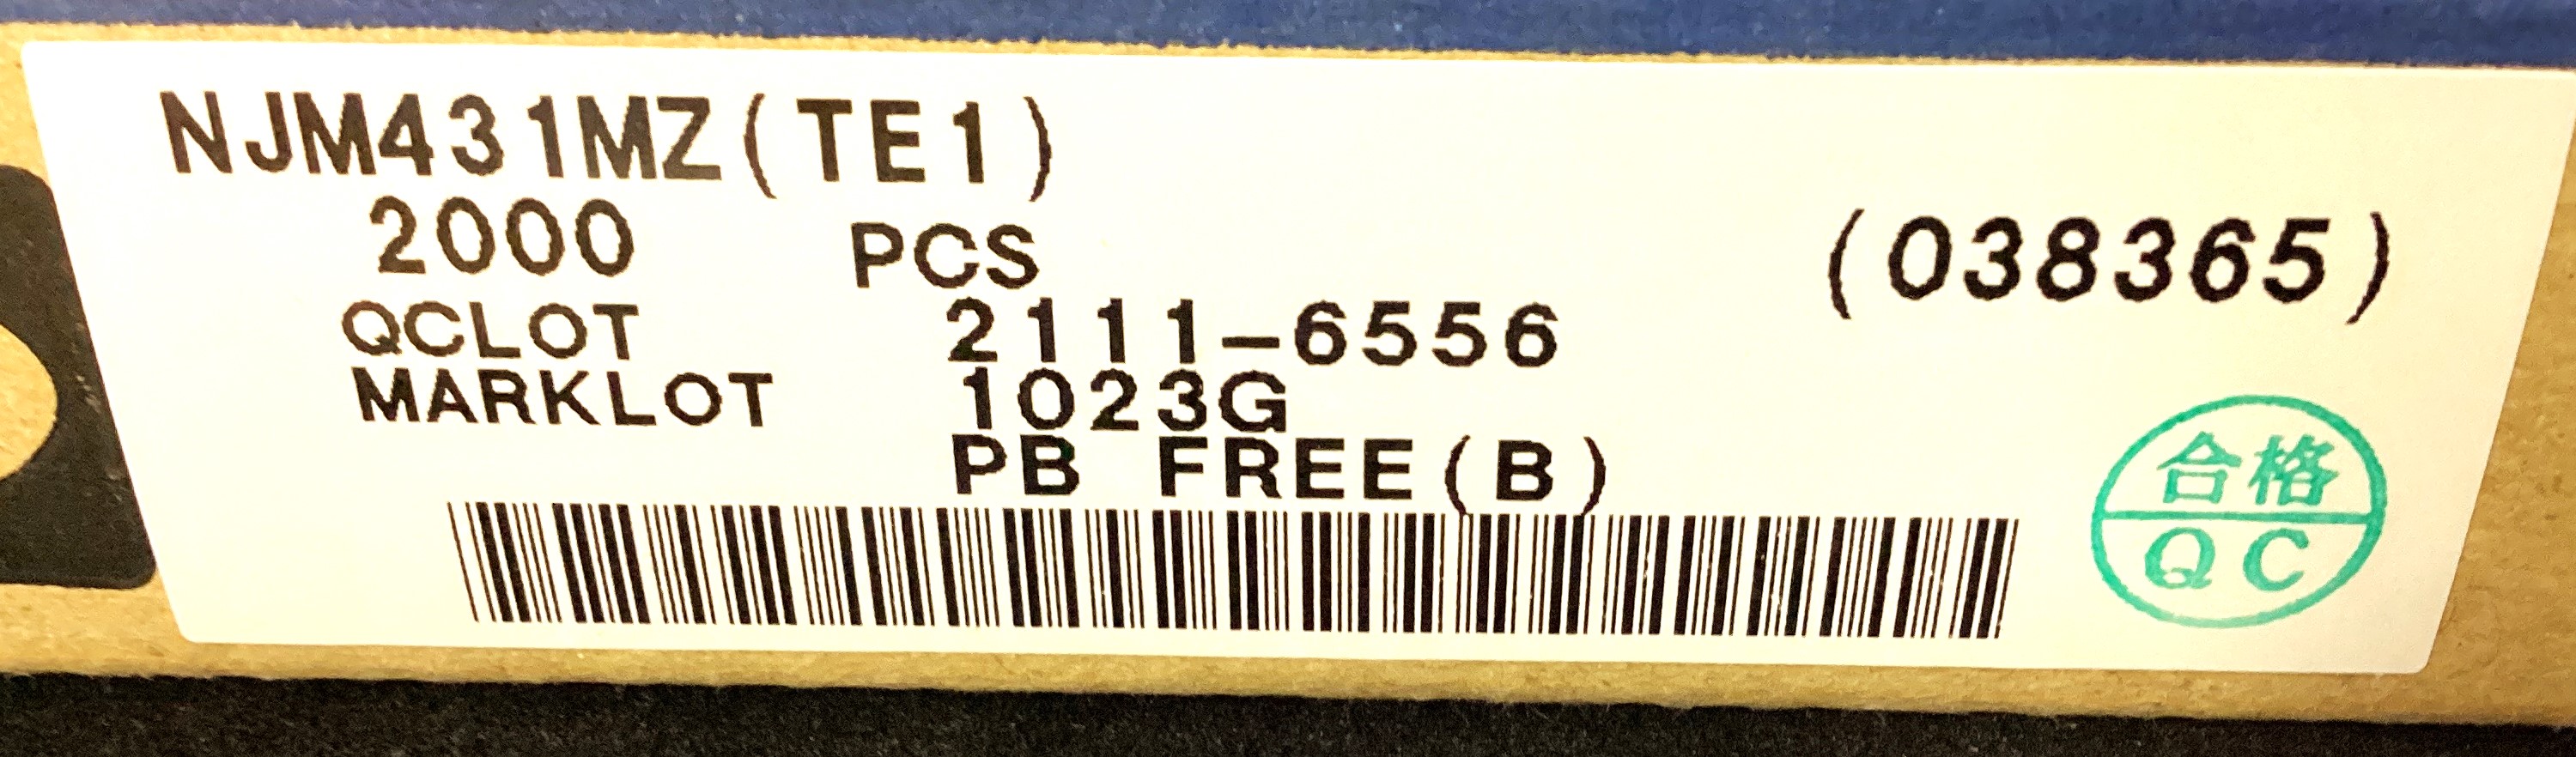 NJM431MZ(TE1)
2000 PCS (038365)
QCLOT 2111-6556
MARKLOT 1023G
PB FREE(B)
合格
QC